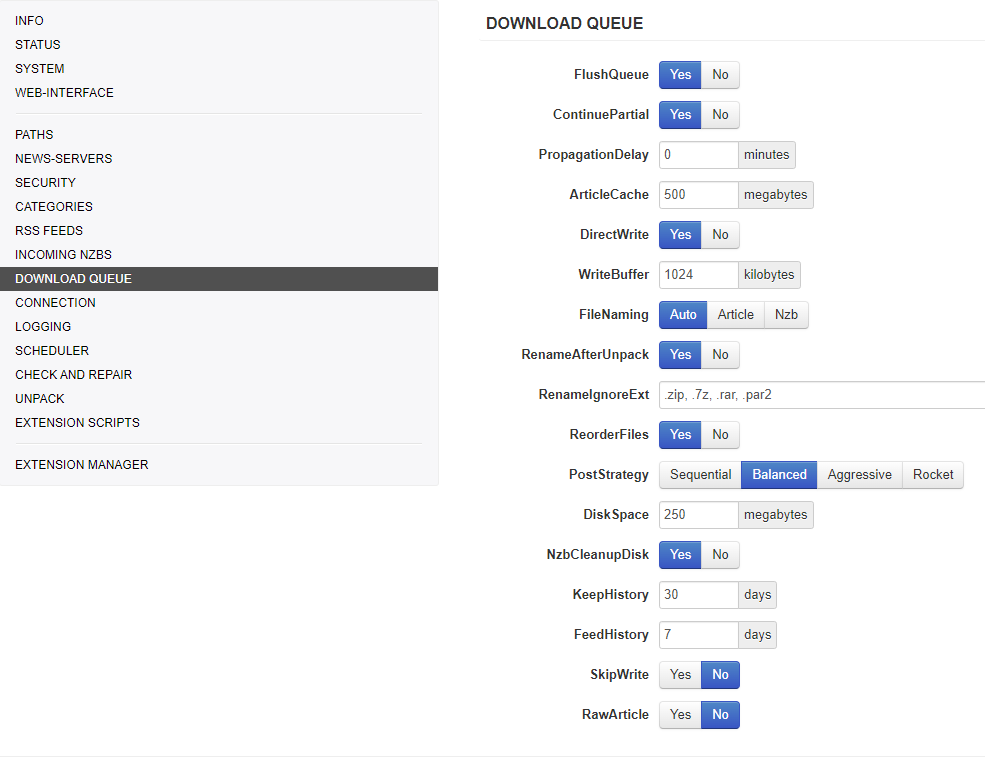 INFO
STATUS
SYSTEM
WEB-INTERFACE
PATHS
NEWS-SERVERS
SECURITY
CATEGORIES
RSS FEEDS
INCOMING NZBS
DOWNLOAD QUEUE
CONNECTION
LOGGING
SCHEDULER
CHECK AND REPAIR
UNPACK
EXTENSION SCRIPTS
EXTENSION MANAGER
DOWNLOAD QUEUE
FlushQueue Yes No
ContinuePartial Yes No
PropagationDelay 0 minutes
ArticleCache 500 megabytes
DirectWrite Yes No
WriteBuffer 1024 kilobytes
FileNaming Auto Article Nzb
RenameAfterUnpack Yes No
RenameIgnoreExt .zip, .7z, .rar, .par2
ReorderFiles Yes No
PostStrategy Sequential Balanced Aggressive Rocket
DiskSpace 250 megabytes
NzbCleanupDisk Yes No
KeepHistory 30 days
FeedHistory 7 days
SkipWrite Yes No
RawArticle Yes No